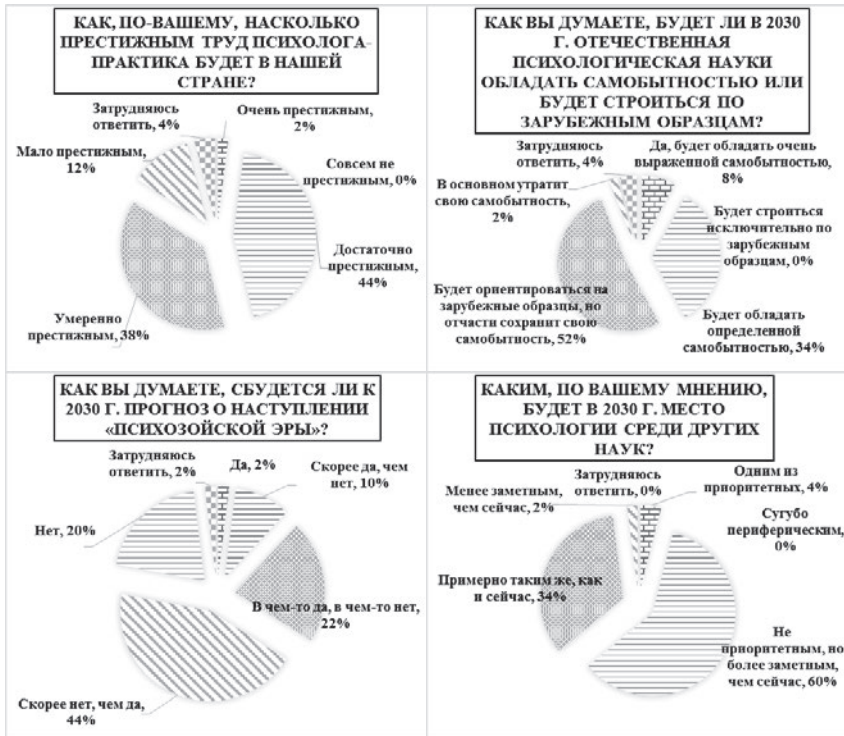 КАК, ПО-ВАШЕМУ, НАСКОЛЬКО
ПРЕСТИЖНЫМ ТРУД ПСИХОЛОГА-
ПРАКТИКА БУДЕТ В НАШЕЙ
СТРАНЕ?
Затрудняюсь
ответить, 4%
Очень престижным,
2%
Мало престижным,
12%
Совсем не
престижным, 0%
Достаточно
престижным,
44%
Умеренно
престижным, 38%
КАК ВЫ ДУМАЕТЕ, БУДЕТ ЛИ В 2030
Г. ОТЕЧЕСТВЕННАЯ
ПСИХОЛОГИЧЕСКАЯ НАУКИ
ОБЛАДАТЬ САМОБЫТНОСТЬЮ ИЛИ
БУДЕТ СТРОИТЬСЯ ПО
ЗАРУБЕЖНЫМ ОБРАЗЦАМ?
Затрудняюсь
ответить, 4%
Да, будет обладать очень
выраженной самобытностью,
8%
В основном утратит
свою самобытность,
2%
Будет строиться
исключительно по
зарубежным
образцам, 0%
Будет ориентироваться на
зарубежные образцы, но
отчасти сохранит свою
самобытность, 52%
Будет обладать
определенной
самобытностью, 34%
КАК ВЫ ДУМАЕТЕ, СБУДЕТСЯ ЛИ К
2030 Г. ПРОГНОЗ О НАСТУПЛЕНИИ
«ПСИХОЗОЙСКОЙ ЭРЫ»?
Затрудняюсь
ответить, 2%
Да, 2%
Скорее да, чем
нет, 10%
Нет, 20%
В чем-то да, в чем-то нет,
22%
Скорее нет, чем да,
44%
КАКИМ, ПО ВАШЕМУ МНЕНИЮ,
БУДЕТ В 2030 Г. МЕСТО
ПСИХОЛОГИИ СРЕДИ ДРУГИХ
НАУК?
Затрудняюсь
ответить, 0%
Одним из
приоритетных, 4%
Менее заметным,
чем сейчас, 2%
Сугубо
периферическим,
0%
Примерно таким же, как
и сейчас, 34%
Не
приоритетным, но
более заметным,
чем сейчас, 60%